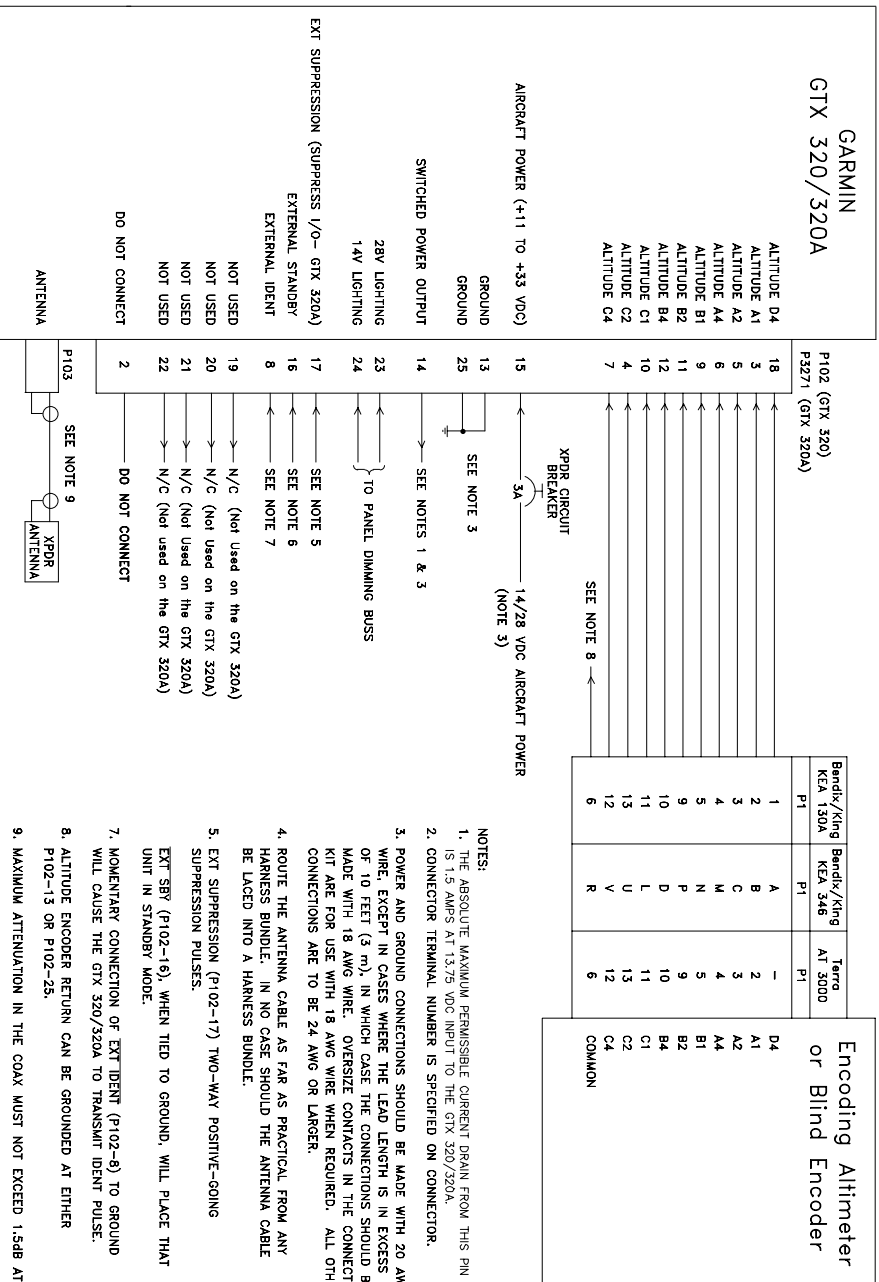 GARMIN
GTX 320/320A
P102 (GTX 320)
P3271 (GTX 320A)
ALTITUDE D4 18
ALTITUDE A1 3
ALTITUDE A2 5
ALTITUDE A4 6
ALTITUDE B1 9
ALTITUDE B2 11
ALTITUDE B4 12
ALTITUDE C1 10
ALTITUDE C2 4
ALTITUDE C4 7
SEE NOTE 8
AIRCRAFT POWER (+11 TO +33 VDC) 15
XPDR CIRCUIT
BREAKER
3A
14/28 VDC AIRCRAFT POWER
(NOTE 3)
GROUND 13
GROUND 25
SEE NOTE 3
SWITCHED POWER OUTPUT 14 SEE NOTES 1 & 3
28V LIGHTING 23
14V LIGHTING 24
TO PANEL DIMMING BUSS
EXT SUPPRESSION (SUPPRESS I/O- GTX 320A) 17 SEE NOTE 5
EXTERNAL STANDBY 16 SEE NOTE 6
EXTERNAL IDENT 8 SEE NOTE 7
NOT USED 19 N/C (Not Used on the GTX 320A)
NOT USED 20 N/C (Not Used on the GTX 320A)
NOT USED 21 N/C (Not Used on the GTX 320A)
NOT USED 22 N/C (Not used on the GTX 320A)
DO NOT CONNECT 2 DO NOT CONNECT
P103
ANTENNA
SEE NOTE 9
XPDR
ANTENNA
Encoding Altimeter
or Blind Encoder
Bendix/King
KEA 130A
Bendix/King
KEA 346
Terra
AT 3000
P1 P1 P1
1 A – D4
2 B 2 A1
3 C 3 A2
4 M 4 A4
5 N 5 B1
9 P 9 B2
10 D 10 B4
11 L 11 C1
13 U 13 C2
12 V 12 C4
6 R 6 COMMON
NOTES:
1. THE ABSOLUTE MAXIMUM PERMISSIBLE CURRENT DRAIN FROM THIS PIN
IS 1.5 AMPS AT 13.75 VDC INPUT TO THE GTX 320/320A.
2. CONNECTOR TERMINAL NUMBER IS SPECIFIED ON CONNECTOR.
3. POWER AND GROUND CONNECTIONS SHOULD BE MADE WITH 20 AW
WIRE, EXCEPT IN CASES WHERE THE LEAD LENGTH IS IN EXCESS
OF 10 FEET (3 m), IN WHICH CASE THE CONNECTIONS SHOULD B
MADE WITH 18 AWG WIRE. OVERSIZE CONTACTS IN THE CONNECT
KIT ARE FOR USE WITH 18 AWG WIRE WHEN REQUIRED. ALL OTH
CONNECTIONS ARE TO BE 24 AWG OR LARGER.
4. ROUTE THE ANTENNA CABLE AS FAR AS PRACTICAL FROM ANY
HARNESS BUNDLE. IN NO CASE SHOULD THE ANTENNA CABLE
BE LACED INTO A HARNESS BUNDLE.
5. EXT SUPPRESSION (P102-17) TWO-WAY POSITIVE-GOING
SUPPRESSION PULSES.
EXT SBY (P102-16), WHEN TIED TO GROUND, WILL PLACE THAT
UNIT IN STANDBY MODE.
7. MOMENTARY CONNECTION OF EXT IDENT (P102-8) TO GROUND
WILL CAUSE THE GTX 320/320A TO TRANSMIT IDENT PULSE.
8. ALTITUDE ENCODER RETURN CAN BE GROUNDED AT EITHER
P102-13 OR P102-25.
9. MAXIMUM ATTENUATION IN THE COAX MUST NOT EXCEED 1.5dB AT